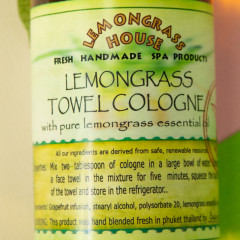 LEMONGRASS
HOUSE
FRESH HANDMADE SPA PRODUCTS
LEMONGRASS
TOWEL COLOGNE
with pure lemongrass essential
All our ingredients are derived from safe, renewable
Mix two tablespoon of cologne in a large bowl of water
a face towel in the mixture for five minutes, squeeze the
of the towel and store in the refrigerator..
Grapefruit infusion, stearyl alcohol, polysorbate 20, lemongrass
This product was hand blended fresh in phuket thailand by